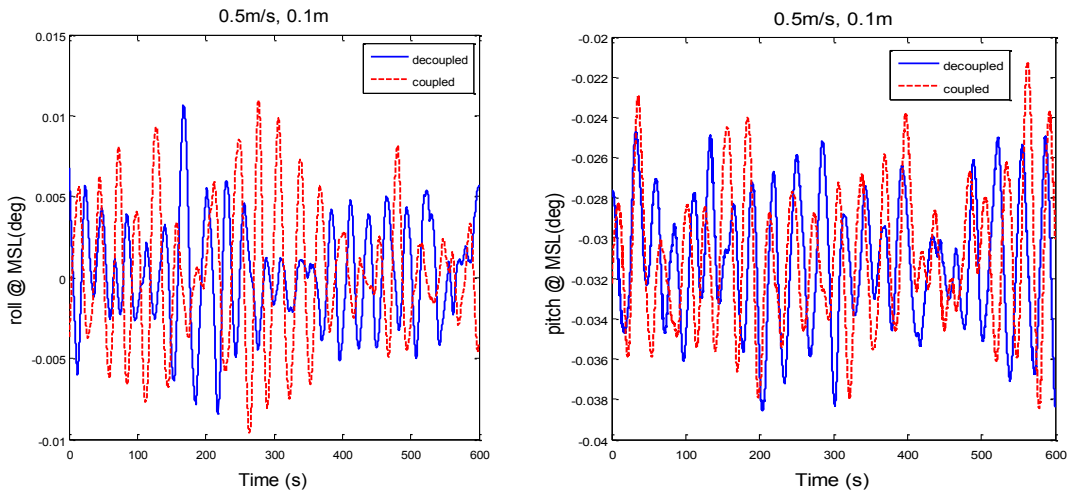 0.5m/s, 0.1m
0.015
0.01
0.005
0
-0.005
-0.01
roll @ MSL(deg)
decoupled
coupled
0 100 200 300 400 500 600
Time (s)
0.5m/s, 0.1m
-0.02
-0.022
-0.024
-0.026
-0.028
-0.03
-0.032
-0.034
-0.036
-0.038
-0.04
pitch @ MSL(deg)
decoupled
coupled
0 100 200 300 400 500 600
Time (s)